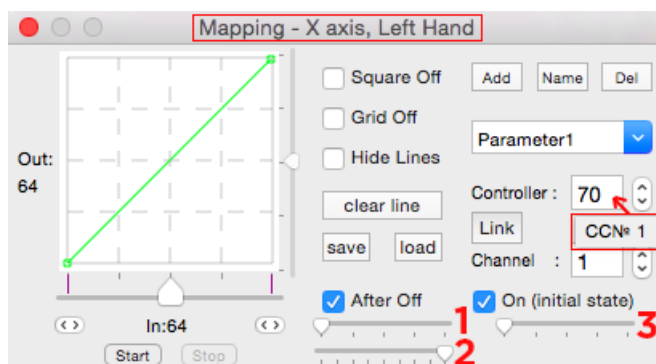 Mapping - X axis, Left Hand
Square Off
Add Name Del
Grid Off
Parameter1
Hide Lines
Out:
64
Controller : 70
clear line
Link
CC№ 1
save load
Channel : 1
After Off
On (initial state)
1
3
< > In:64 < >
2
Start Stop